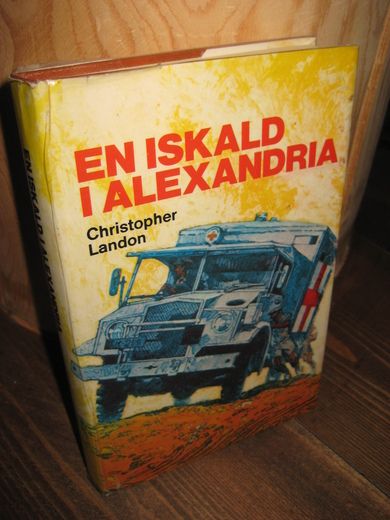 EN ISKALD
I ALEXANDRIA
Christopher
Landon
EN ISKALD I ALEXANDRIA